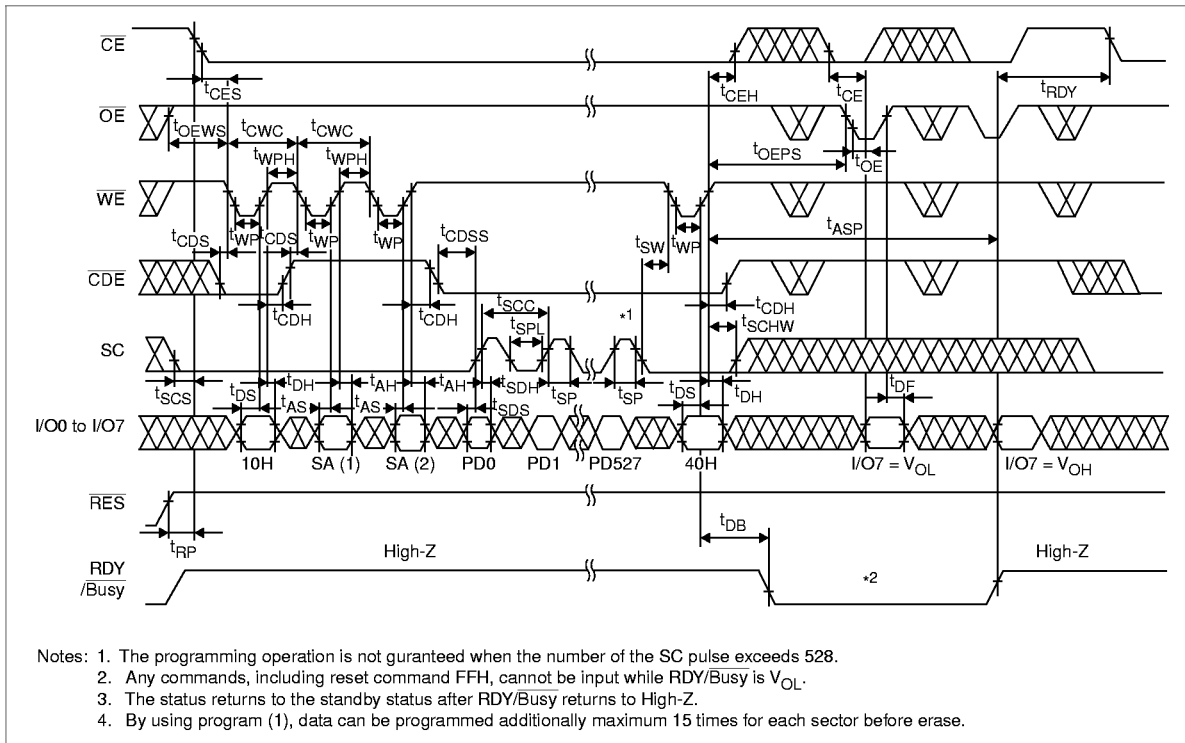 CE
tCES tCEH tCE tRDY
OE
tOEWS tCWC tCWC
tWPH tWPH tOEPS tOE
WE
tCDS tWP tCDS tWP tWP tCDSS tSW tWP tASP
CDE
tCDH tCDH tSCC *1 tCDH
tSPL tSCHW
SC
tSCS tDS tDH tAH tAH tSDH tSP tSP tDS tDH tDF
tAS tAS tSDS
I/O0 to I/O7
10H SA (1) SA (2) PD0 PD1 PD527 40H I/O7 = VOL I/O7 = VOH
RES
tRP tDB
High-Z High-Z
RDY
/Busy *2
Notes: 1. The programming operation is not guranteed when the number of the SC pulse exceeds 528.
2. Any commands, including reset command FFH, cannot be input while RDY/Busy is VOL.
3. The status returns to the standby status after RDY/Busy returns to High-Z.
4. By using program (1), data can be programmed additionally maximum 15 times for each sector before erase.